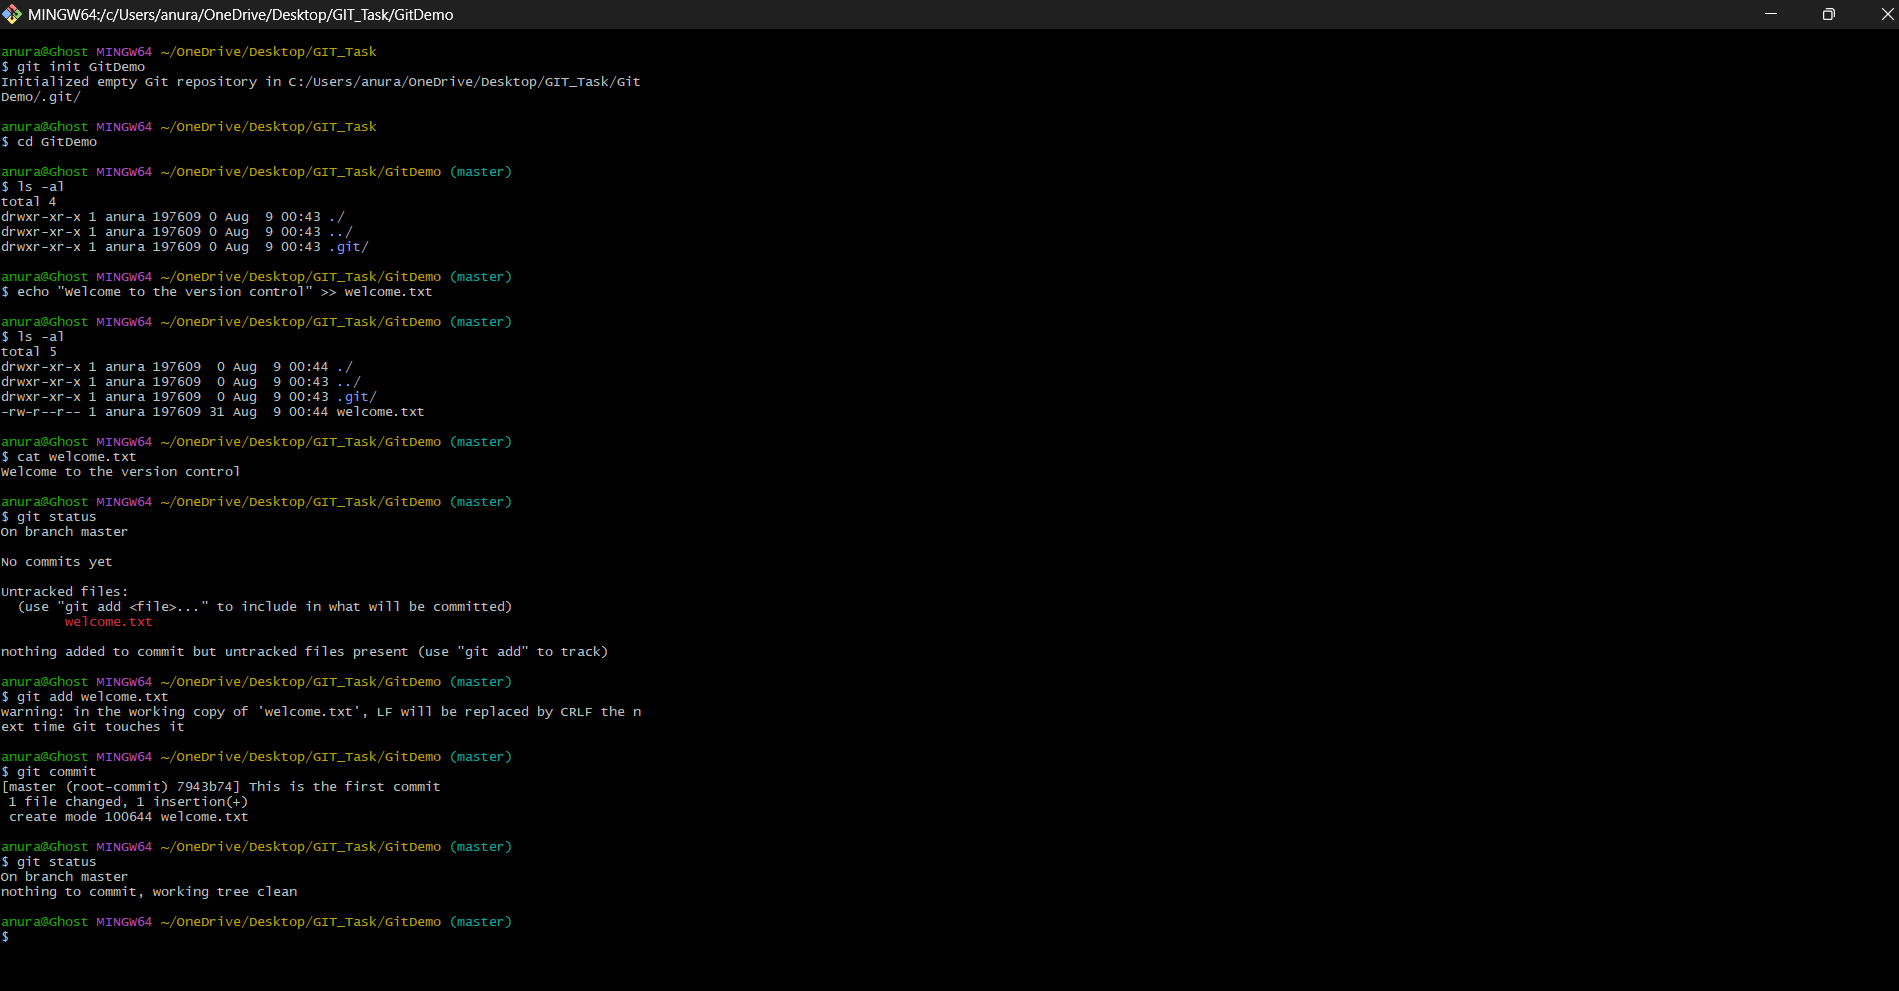 MINGW64:/c/Users/anura/OneDrive/Desktop/GIT_Task/GitDemo
anura@Ghost MINGW64 ~/OneDrive/Desktop/GIT_Task
$ git init GitDemo
Initialized empty Git repository in C:/Users/anura/OneDrive/Desktop/GIT_Task/Git
Demo/.git/
anura@Ghost MINGW64 ~/OneDrive/Desktop/GIT_Task
$ cd GitDemo
anura@Ghost MINGW64 ~/OneDrive/Desktop/GIT_Task/GitDemo (master)
$ ls -al
total 4
drwxr-xr-x 1 anura 197609 0 Aug  9 00:43 ./
drwxr-xr-x 1 anura 197609 0 Aug  9 00:43 ../
drwxr-xr-x 1 anura 197609 0 Aug  9 00:43 .git/
anura@Ghost MINGW64 ~/OneDrive/Desktop/GIT_Task/GitDemo (master)
$ echo "Welcome to the version control" >> welcome.txt
anura@Ghost MINGW64 ~/OneDrive/Desktop/GIT_Task/GitDemo (master)
$ ls -al
total 5
drwxr-xr-x 1 anura 197609  0 Aug  9 00:44 ./
drwxr-xr-x 1 anura 197609  0 Aug  9 00:43 ../
drwxr-xr-x 1 anura 197609  0 Aug  9 00:43 .git/
-rw-r--r-- 1 anura 197609 31 Aug  9 00:44 welcome.txt
anura@Ghost MINGW64 ~/OneDrive/Desktop/GIT_Task/GitDemo (master)
$ cat welcome.txt
Welcome to the version control
anura@Ghost MINGW64 ~/OneDrive/Desktop/GIT_Task/GitDemo (master)
$ git status
On branch master
No commits yet
Untracked files:
  (use "git add <file>..." to include in what will be committed)
        welcome.txt
nothing added to commit but untracked files present (use "git add" to track)
anura@Ghost MINGW64 ~/OneDrive/Desktop/GIT_Task/GitDemo (master)
$ git add welcome.txt
warning: in the working copy of 'welcome.txt', LF will be replaced by CRLF the n
ext time Git touches it
anura@Ghost MINGW64 ~/OneDrive/Desktop/GIT_Task/GitDemo (master)
$ git commit
[master (root-commit) 7943b74] This is the first commit
 1 file changed, 1 insertion(+)
 create mode 100644 welcome.txt
anura@Ghost MINGW64 ~/OneDrive/Desktop/GIT_Task/GitDemo (master)
$ git status
On branch master
nothing to commit, working tree clean
anura@Ghost MINGW64 ~/OneDrive/Desktop/GIT_Task/GitDemo (master)
$